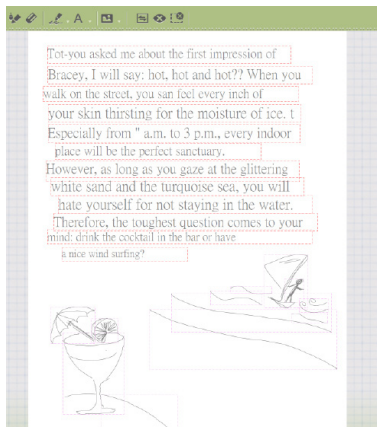 Tot-you asked me about the first impression of
Bracey, I will say: hot, hot and hot?? When you
walk on the street, you san feel every inch of
your skin thirsting for the moisture of ice. t
Especially from " a.m. to 3 p.m., every indoor
place will be the perfect sanctuary.
However, as long as you gaze at the glittering
white sand and the turquoise sea, you will
hate yourself for not staying in the water.
Therefore, the toughest question comes to your
mind: drink the cocktail in the bar or have
a nice wind surfing?